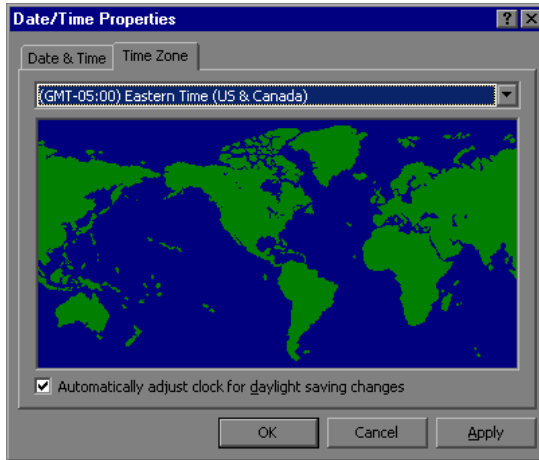 Date/Time Properties
Date & Time
Time Zone
(GMT-05:00) Eastern Time (US & Canada)
Automatically adjust clock for daylight saving changes
OK
Cancel
Apply